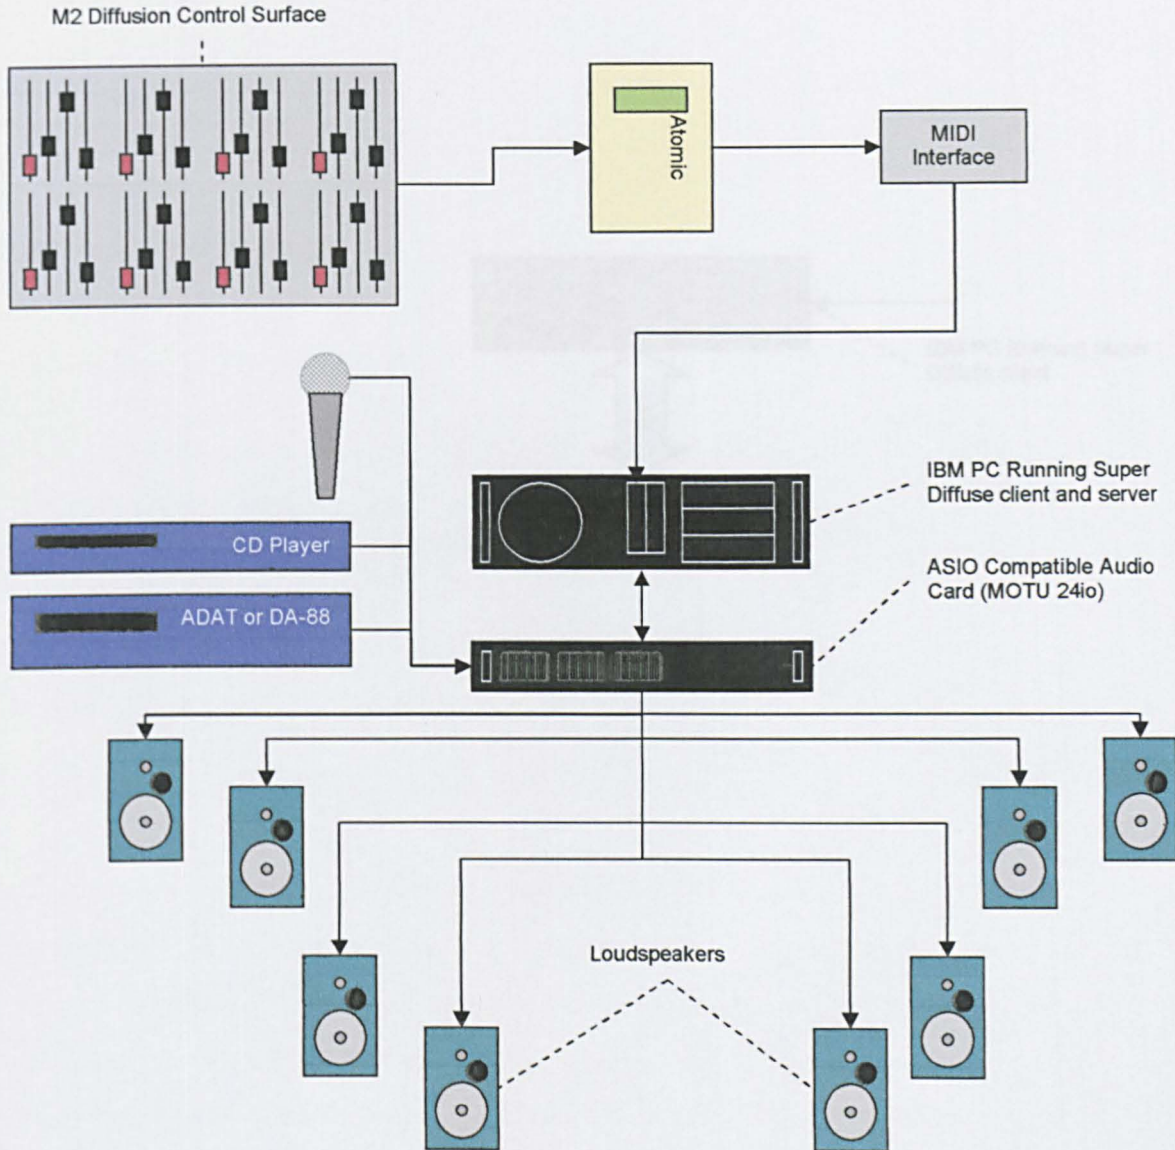 M2 Diffusion Control Surface
Atomic
MIDI
Interface
IBM PC Running Super
Diffuse client and server
CD Player
ASIO Compatible Audio
Card (MOTU 24io)
ADAT or DA-88
Loudspeakers